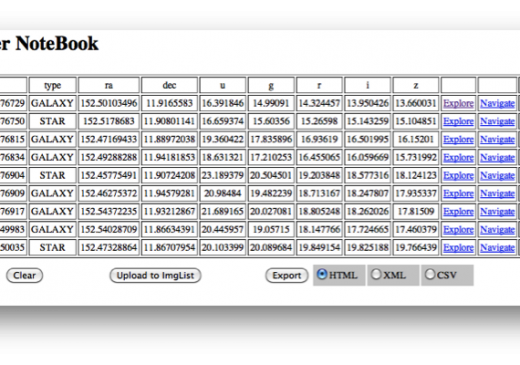 er NoteBook
type ra dec u g r i z
76729 GALAXY 152.50103496 11.9165583 16.391846 14.99091 14.324457 13.950426 13.660031 Explore Navigate
76750 STAR 152.5178683 11.90801141 16.659374 15.60356 15.26598 15.143259 15.104851 Explore Navigate
76815 GALAXY 152.47169433 11.88972038 19.360422 17.835896 16.93619 16.501995 16.15201 Explore Navigate
76834 GALAXY 152.49288288 11.94181853 18.631321 17.210253 16.455065 16.059669 15.731992 Explore Navigate
76904 STAR 152.45775491 11.90724208 23.189379 20.504501 19.203848 18.577316 18.124123 Explore Navigate
76909 GALAXY 152.46275372 11.94579281 20.98484 19.482239 18.713167 18.247807 17.935337 Explore Navigate
76917 GALAXY 152.54372235 11.93212867 21.689165 20.027081 18.805248 18.262026 17.81509 Explore Navigate
49983 GALAXY 152.54028709 11.86634391 20.445957 19.05715 18.147766 17.724665 17.460379 Explore Navigate
50035 STAR 152.47328864 11.86707954 20.103399 20.089684 19.849154 19.825188 19.766439 Explore Navigate
Clear Upload to ImgList Export HTML XML CSV